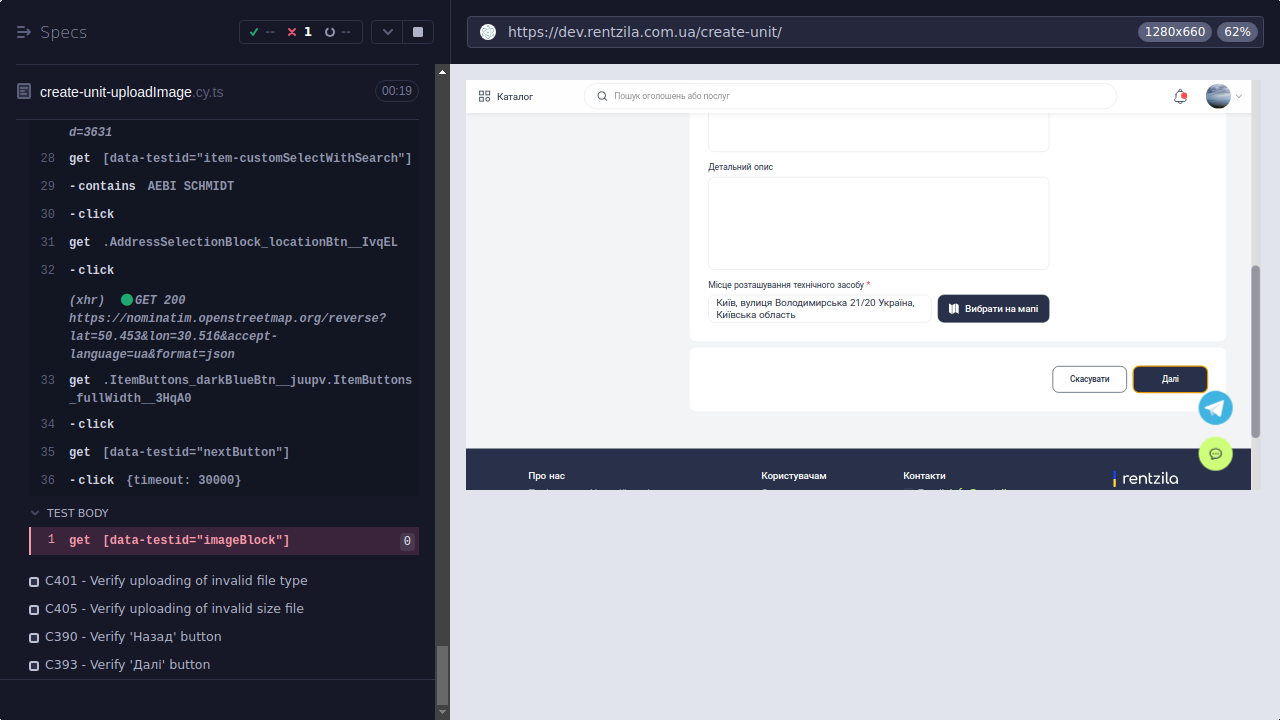 Specs
-- 1 --
https://dev.rentzila.com.ua/create-unit/
1280x660
62%
create-unit-uploadImage.cy.ts
00:19
d=3631
28 get [data-testid="item-customSelectWithSearch"]
29 -contains AEBI SCHMIDT
30 -click
31 get .AddressSelectionBlock_locationBtn__IvqEL
32 -click
(xhr) GET 200
https://nominatim.openstreetmap.org/reverse?
lat=50.453&lon=30.516&accept-
language=ua&format=json
33 get .ItemButtons_darkBlueBtn__juupv.ItemButtons
_fullWidth__3HqA0
34 -click
35 get [data-testid="nextButton"]
36 -click {timeout: 30000}
TEST BODY
1 get [data-testid="imageBlock"] 0
C401 - Verify uploading of invalid file type
C405 - Verify uploading of invalid size file
C390 - Verify 'Назад' button
C393 - Verify 'Далі' button
Каталог
Пошук оголошень або послуг
Детальний опис
Місце розташування технічного засобу *
Київ, вулиця Володимирська 21/20 Україна,
Київська область
Вибрати на мапі
Скасувати
Далі
Про нас
Користувачам
Контакти
rentzila